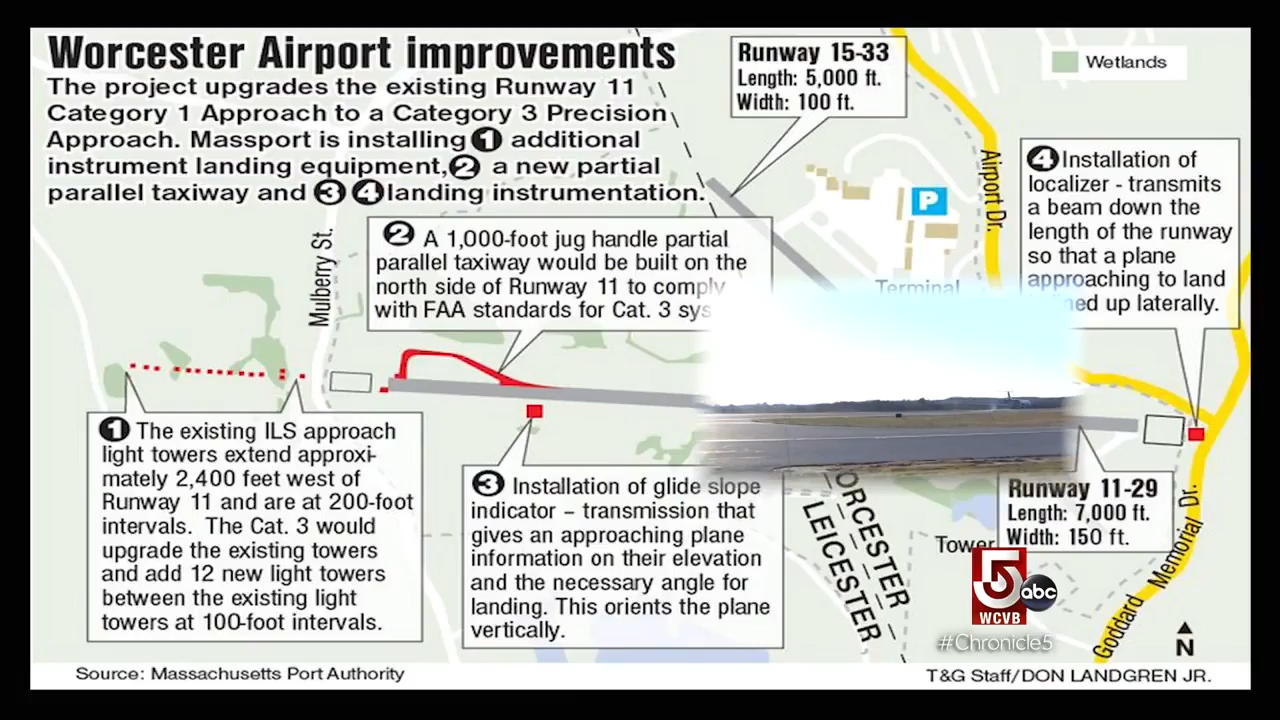 Worcester Airport improvements
The project upgrades the existing Runway 11
Category 1 Approach to a Category 3 Precision
Approach. Massport is installing 1 additional
instrument landing equipment, 2 a new partial
parallel taxiway and 3 4 landing instrumentation.
Runway 15-33
Length: 5,000 ft.
Width: 100 ft.
Wetlands
Airport Dr.
P
Terminal
4 Installation of
localizer - transmits
a beam down the
length of the runway
so that a plane
approaching to land
up laterally.
Mulberry St.
2 A 1,000-foot jug handle partial
parallel taxiway would be built on the
north side of Runway 11 to comply
with FAA standards for Cat. 3
1 The existing ILS approach
light towers extend approxi-
mately 2,400 feet west of
Runway 11 and are at 200-foot
intervals. The Cat. 3 would
upgrade the existing towers
and add 12 new light towers
between the existing light
towers at 100-foot intervals.
3 Installation of glide slope
indicator – transmission that
gives an approaching plane
information on their elevation
and the necessary angle for
landing. This orients the plane
vertically.
ORCESTER
LEICESTER
Runway 11-29
Length: 7,000 ft.
Width: 150 ft.
Tower
Goddard Memorial Dr.
5 abc
WCVB
#Chronicle5
N
Source: Massachusetts Port Authority
T&G Staff/DON LANDGREN JR.